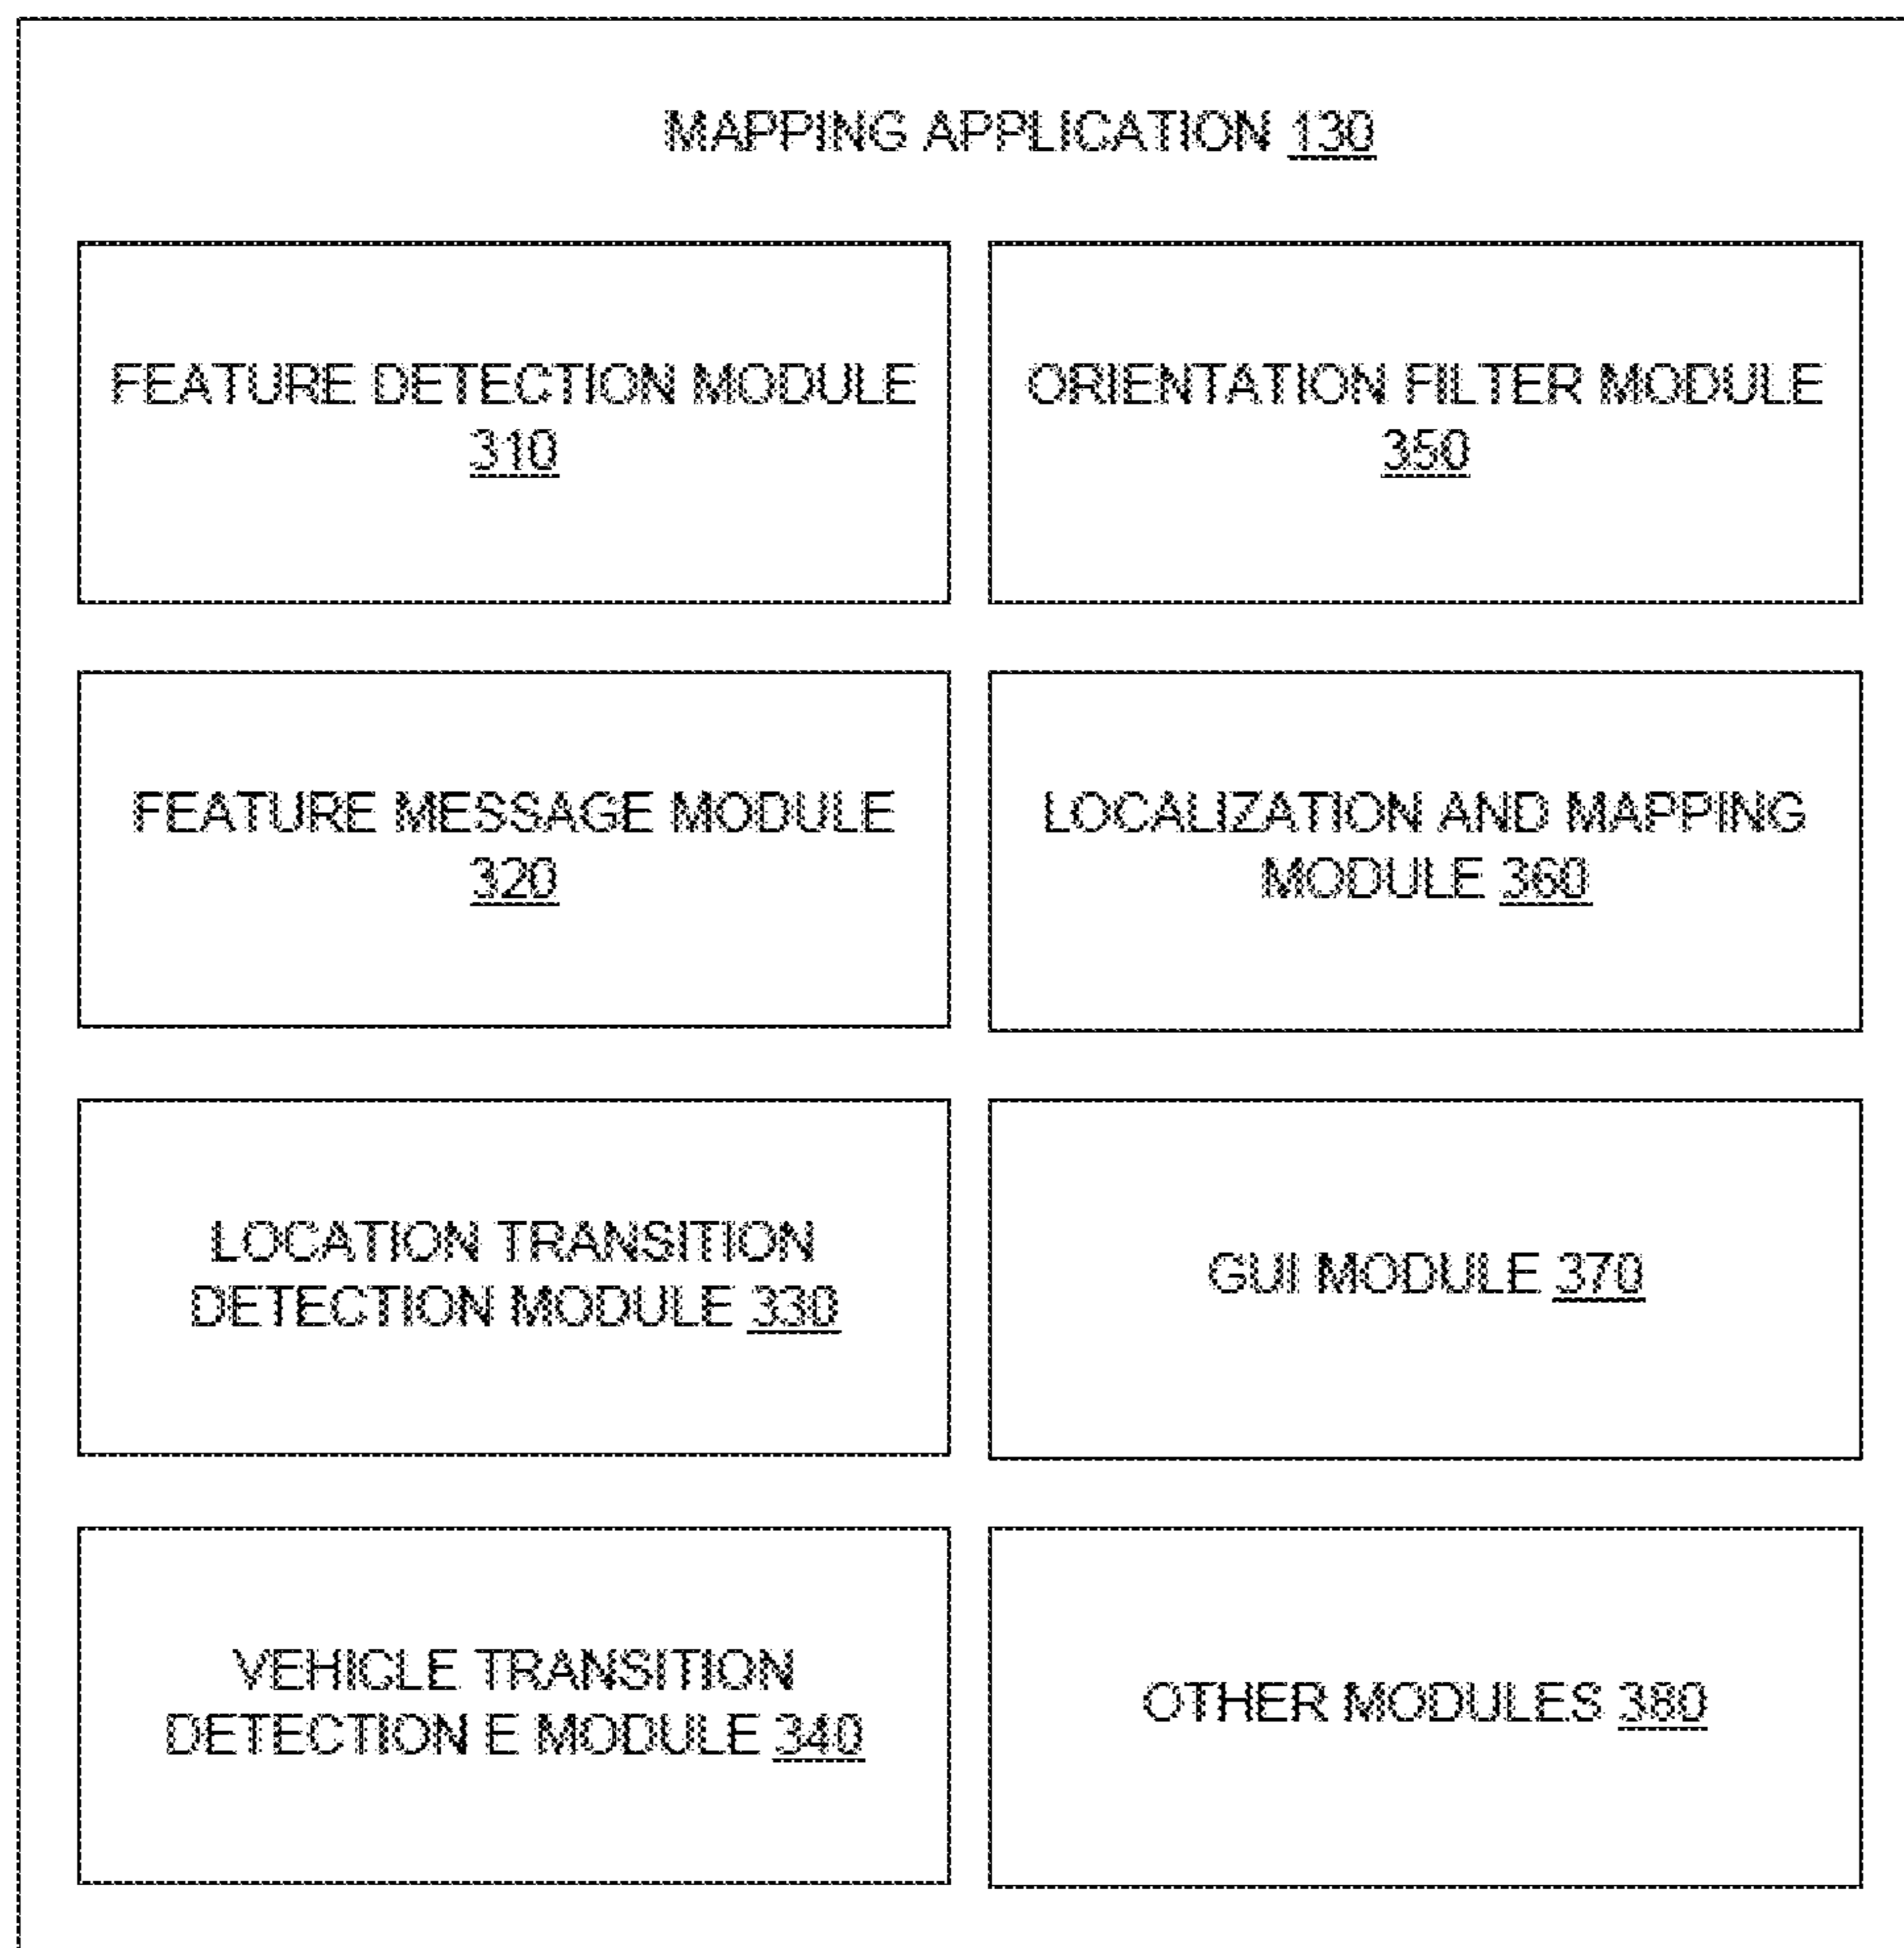 MAPPING APPLICATION 130
FEATURE DETECTION MODULE
310
ORIENTATION FILTER MODULE
350
FEATURE MESSAGE MODULE
320
LOCALIZATION AND MAPPING
MODULE 360
LOCATION TRANSITION
DETECTION MODULE 330
GUI MODULE 370
VEHICLE TRANSITION
DETECTION E MODULE 340
OTHER MODULES 380